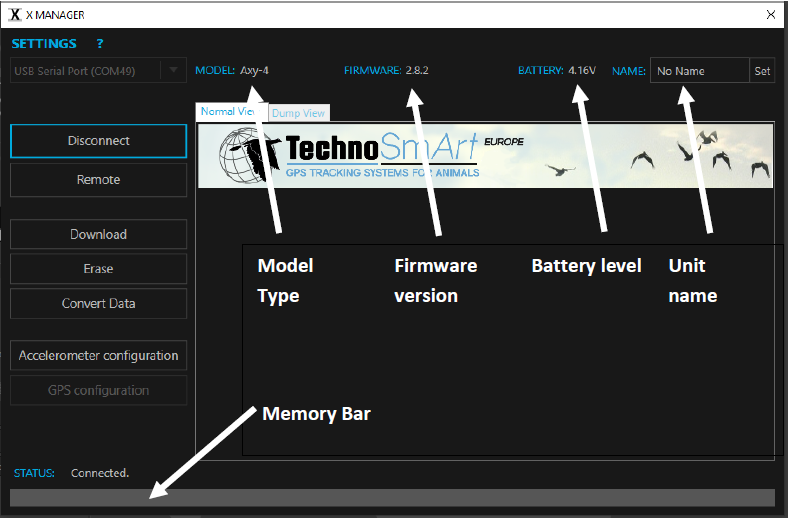 X X MANAGER
SETTINGS ?
USB Serial Port (COM49)
MODEL: Axy-4
FIRMWARE: 2.8.2
BATTERY: 4.16V
NAME: No Name Set
Normal View
Dump View
Disconnect
TechnoSmArt EUROPE
GPS TRACKING SYSTEMS FOR ANIMALS
Remote
Download
Erase
Convert Data
Model
Type
Firmware
version
Battery level
Unit
name
Accelerometer configuration
GPS configuration
Memory Bar
STATUS: Connected.